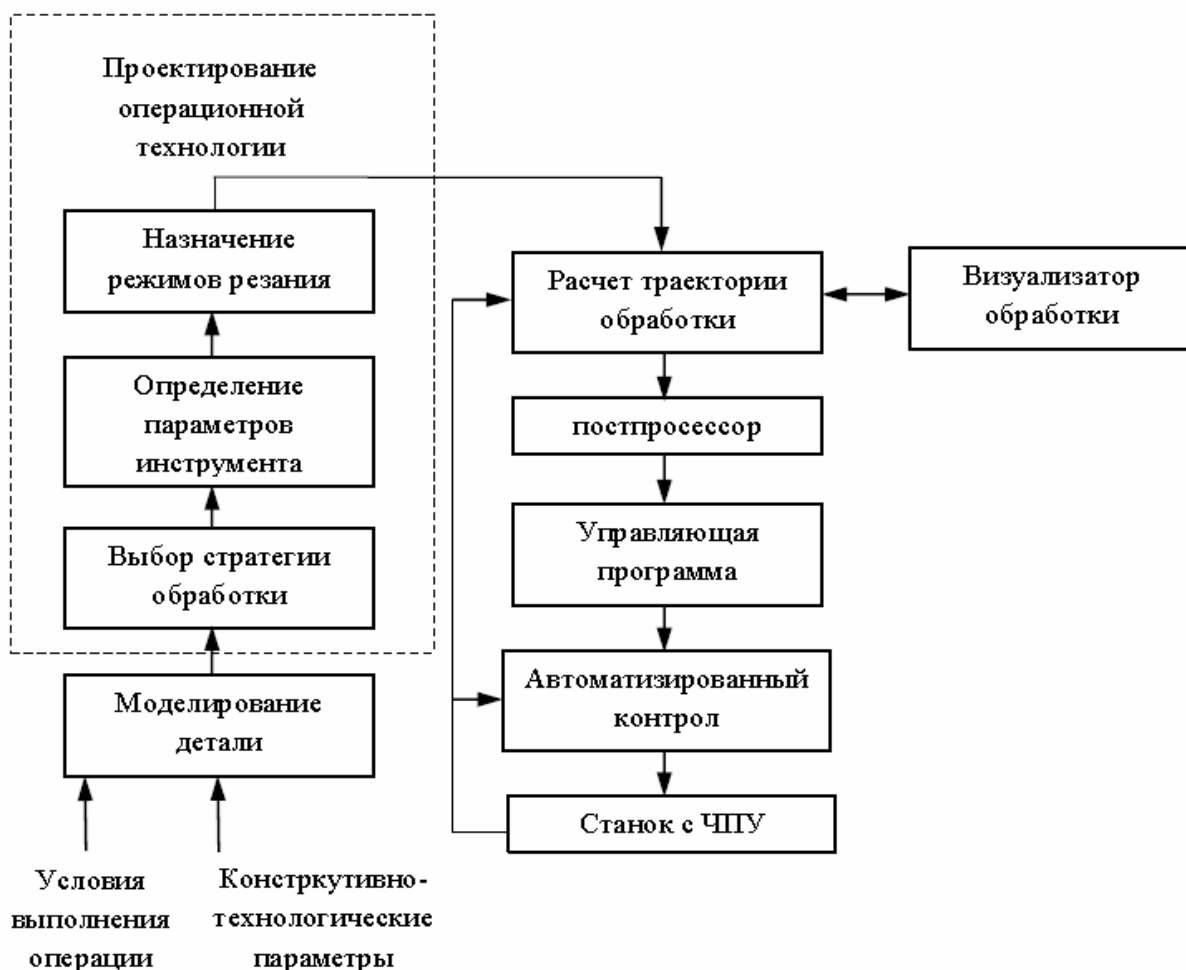 Проектирование
операционной
технологии
Назначение
режимов резания
Определение
параметров
инструмента
Выбор стратегии
обработки
Моделирование
детали
Условия
выполнения
операции
Констркутивно-
технологические
параметры
Расчет траектории
обработки
Визуализатор
обработки
постпросессор
Управляющая
программа
Автоматизированный
контрол
Станок с ЧПУ